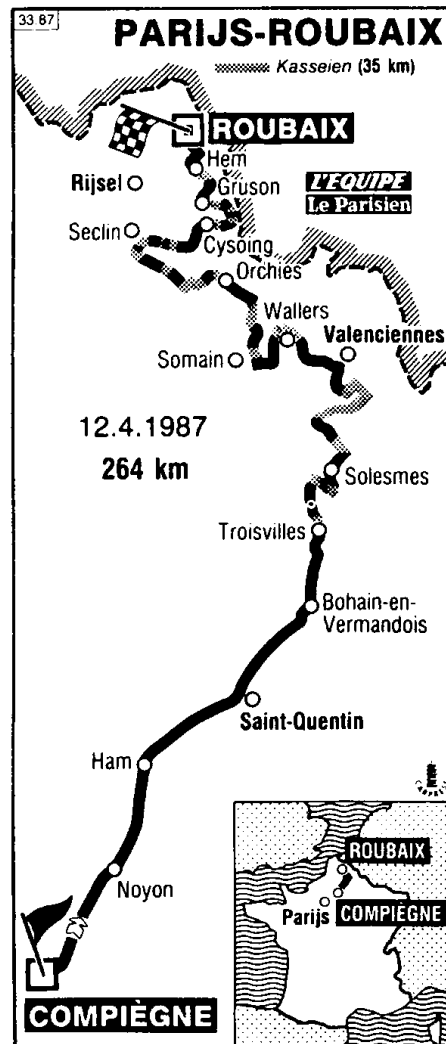 33 87
PARIJS-ROUBAIX
Kasseien (35 km)
ROUBAIX
Hem
Rijsel
Gruson
L'EQUIPE
Le Parisien
Seclin
Cysoing
Orchies
Wallers
Valenciennes
Somain
12.4.1987
264 km
Solesmes
Troisvilles
Bohain-en-
Vermandois
Saint-Quentin
Ham
Noyon
COMPIÈGNE
ROUBAIX
Parijs
COMPIÈGNE